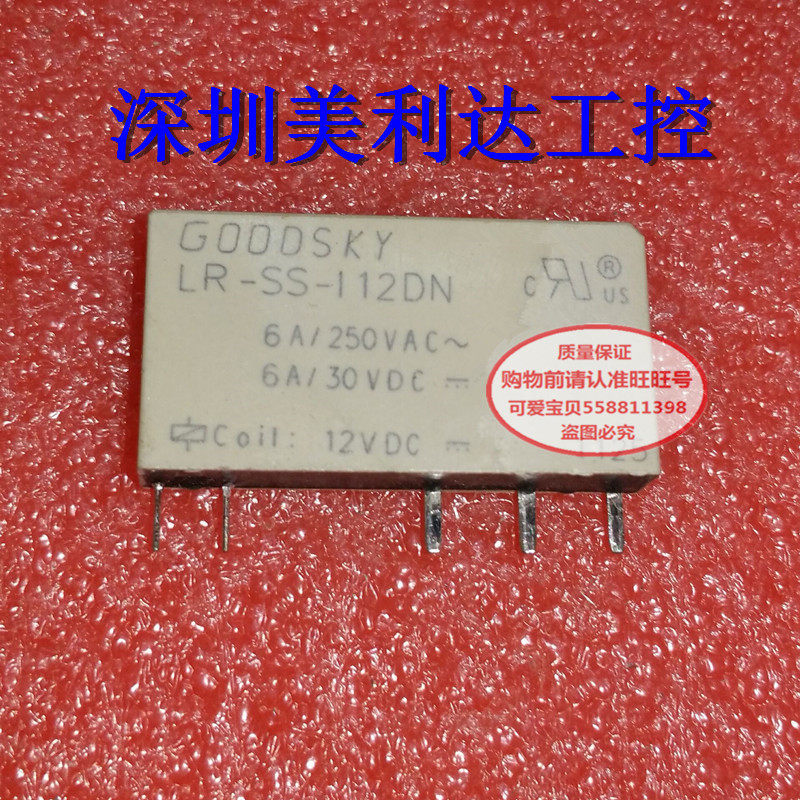 深圳美利达工控
GOODSKY
LR-SS-112DN
c RU ® US
6A/250VAC~
6A/30VDC ⎓
Coil: 12VDC ⎓
质量保证
购物前请认准旺旺号
可爱宝贝558811398
盗图必究